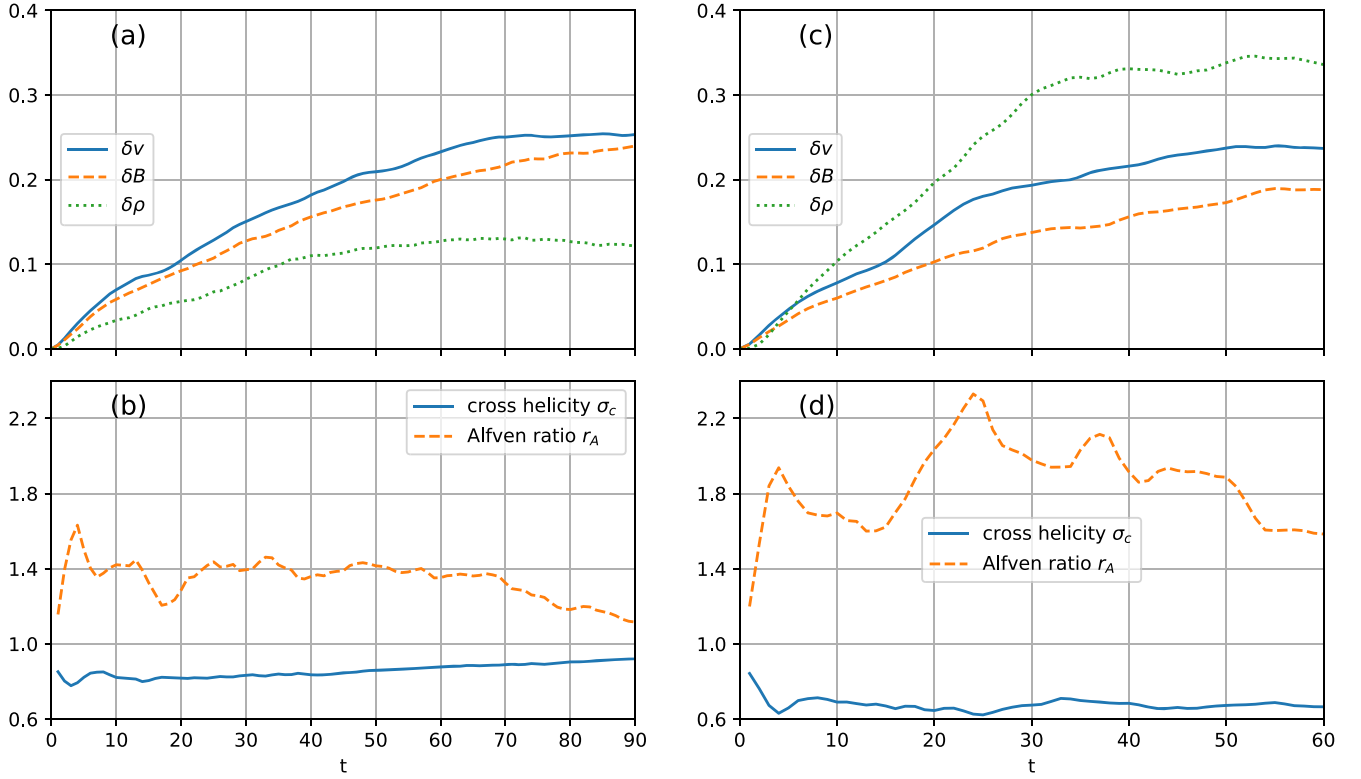 (a)
0.4
0.3
0.2
0.1
0.0
δv
δB
δρ
(c)
0.4
0.3
0.2
0.1
0.0
δv
δB
δρ
(b)
2.2
1.8
1.4
1.0
0.6
cross helicity σc
Alfven ratio rA
0 10 20 30 40 50 60 70 80 90
t
(d)
2.2
1.8
1.4
1.0
0.6
cross helicity σc
Alfven ratio rA
0 10 20 30 40 50 60
t